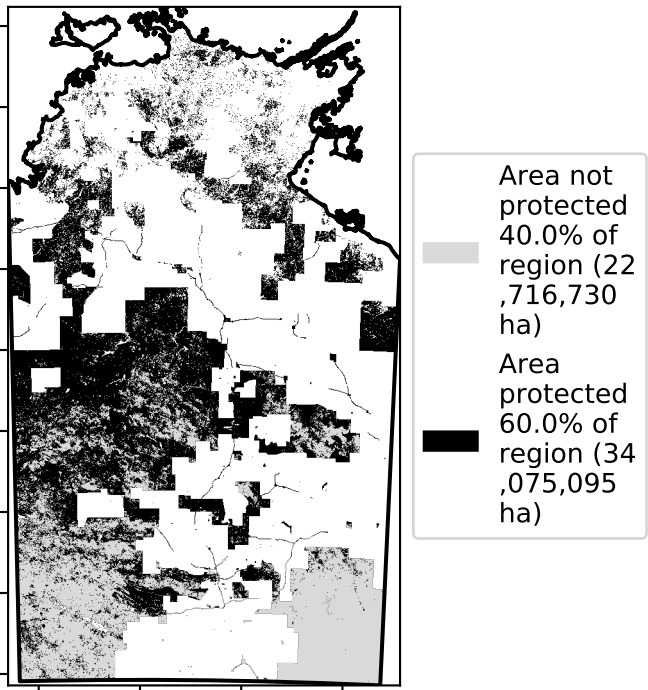 Area not
protected
40.0% of
region (22
,716,730
ha)
Area
protected
60.0% of
region (34
,075,095
ha)